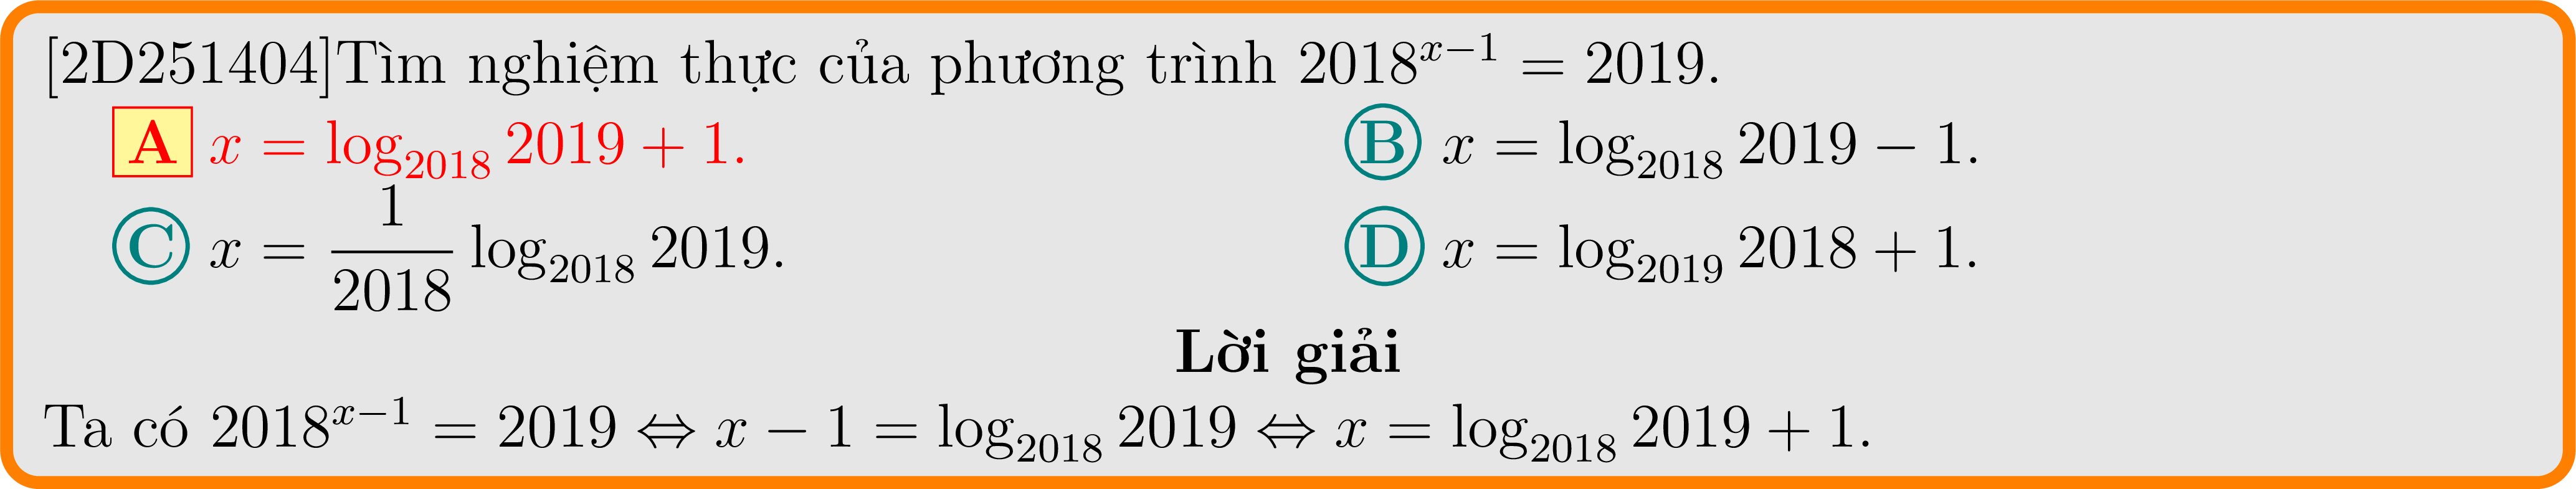 [2D251404]Tìm nghiệm thực của phương trình $2018^{x-1} = 2019$.
A $x = \log_{2018} 2019 + 1$. B $x = \log_{2018} 2019 - 1$.
C $x = \frac{1}{2018} \log_{2018} 2019$. D $x = \log_{2019} 2018 + 1$.
Lời giải
Ta có $2018^{x-1} = 2019 \Leftrightarrow x - 1 = \log_{2018} 2019 \Leftrightarrow x = \log_{2018} 2019 + 1$.